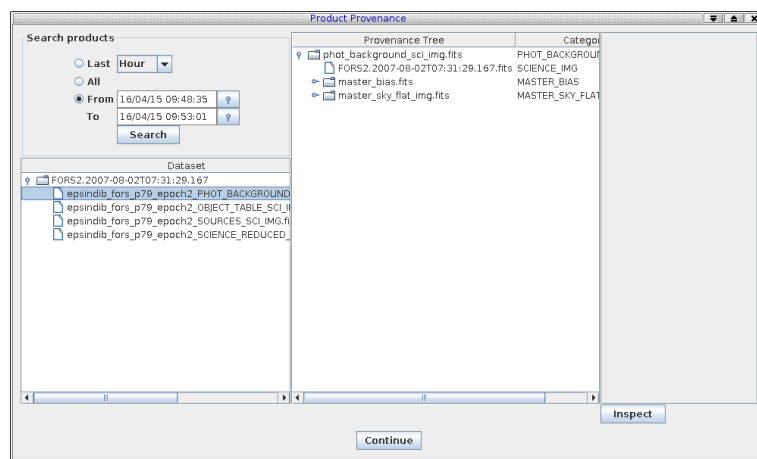 Product Provenance
Search products
Last Hour
All
From 16/04/15 09:48:35
To 16/04/15 09:53:01
Search
Dataset
FORS2.2007-08-02T07:31:29.167
epsindib_fors_p79_epoch2_PHOT_BACKGROUND
epsindib_fors_p79_epoch2_OBJECT_TABLE_SCI_I
epsindib_fors_p79_epoch2_SOURCES_SCI_IMG.fi
epsindib_fors_p79_epoch2_SCIENCE_REDUCED_
Provenance Tree Categor
phot_background_sci_img.fits PHOT_BACKGROUN
FORS2.2007-08-02T07:31:29.167.fits SCIENCE_IMG
master_bias.fits MASTER_BIAS
master_sky_flat_img.fits MASTER_SKY_FLAT
Inspect
Continue